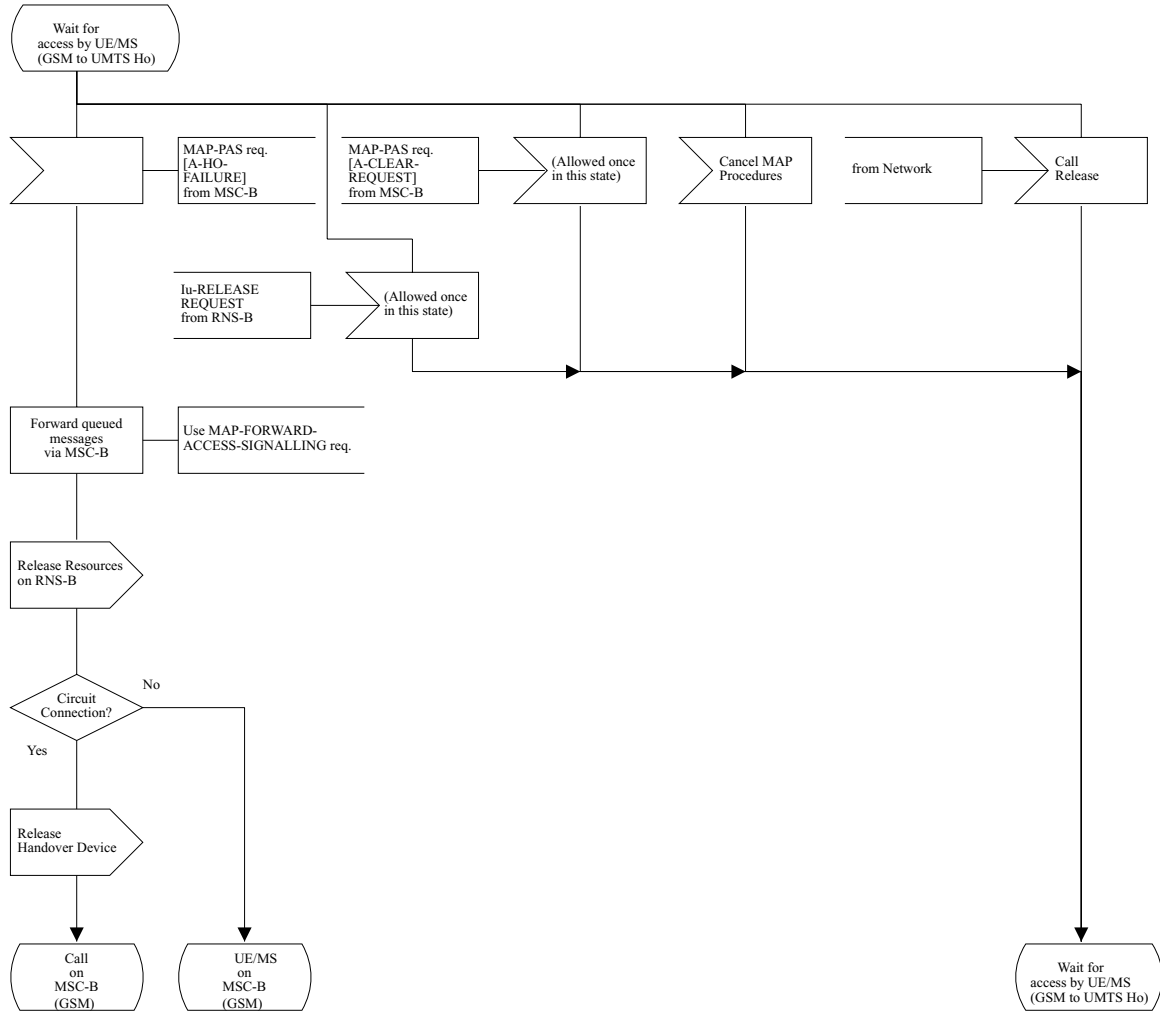 Wait for
access by UE/MS
(GSM to UMTS Ho)
MAP-PAS req.
[A-HO-
FAILURE]
from MSC-B
MAP-PAS req.
[A-CLEAR-
REQUEST]
from MSC-B
(Allowed once
in this state)
Cancel MAP
Procedures
from Network
Call
Release
Iu-RELEASE
REQUEST
from RNS-B
(Allowed once
in this state)
Forward queued
messages
via MSC-B
Use MAP-FORWARD-
ACCESS-SIGNALLING req.
Release Resources
on RNS-B
Circuit
Connection?
No
Yes
Release
Handover Device
Call
on
MSC-B
(GSM)
UE/MS
on
MSC-B
(GSM)
Wait for
access by UE/MS
(GSM to UMTS Ho)